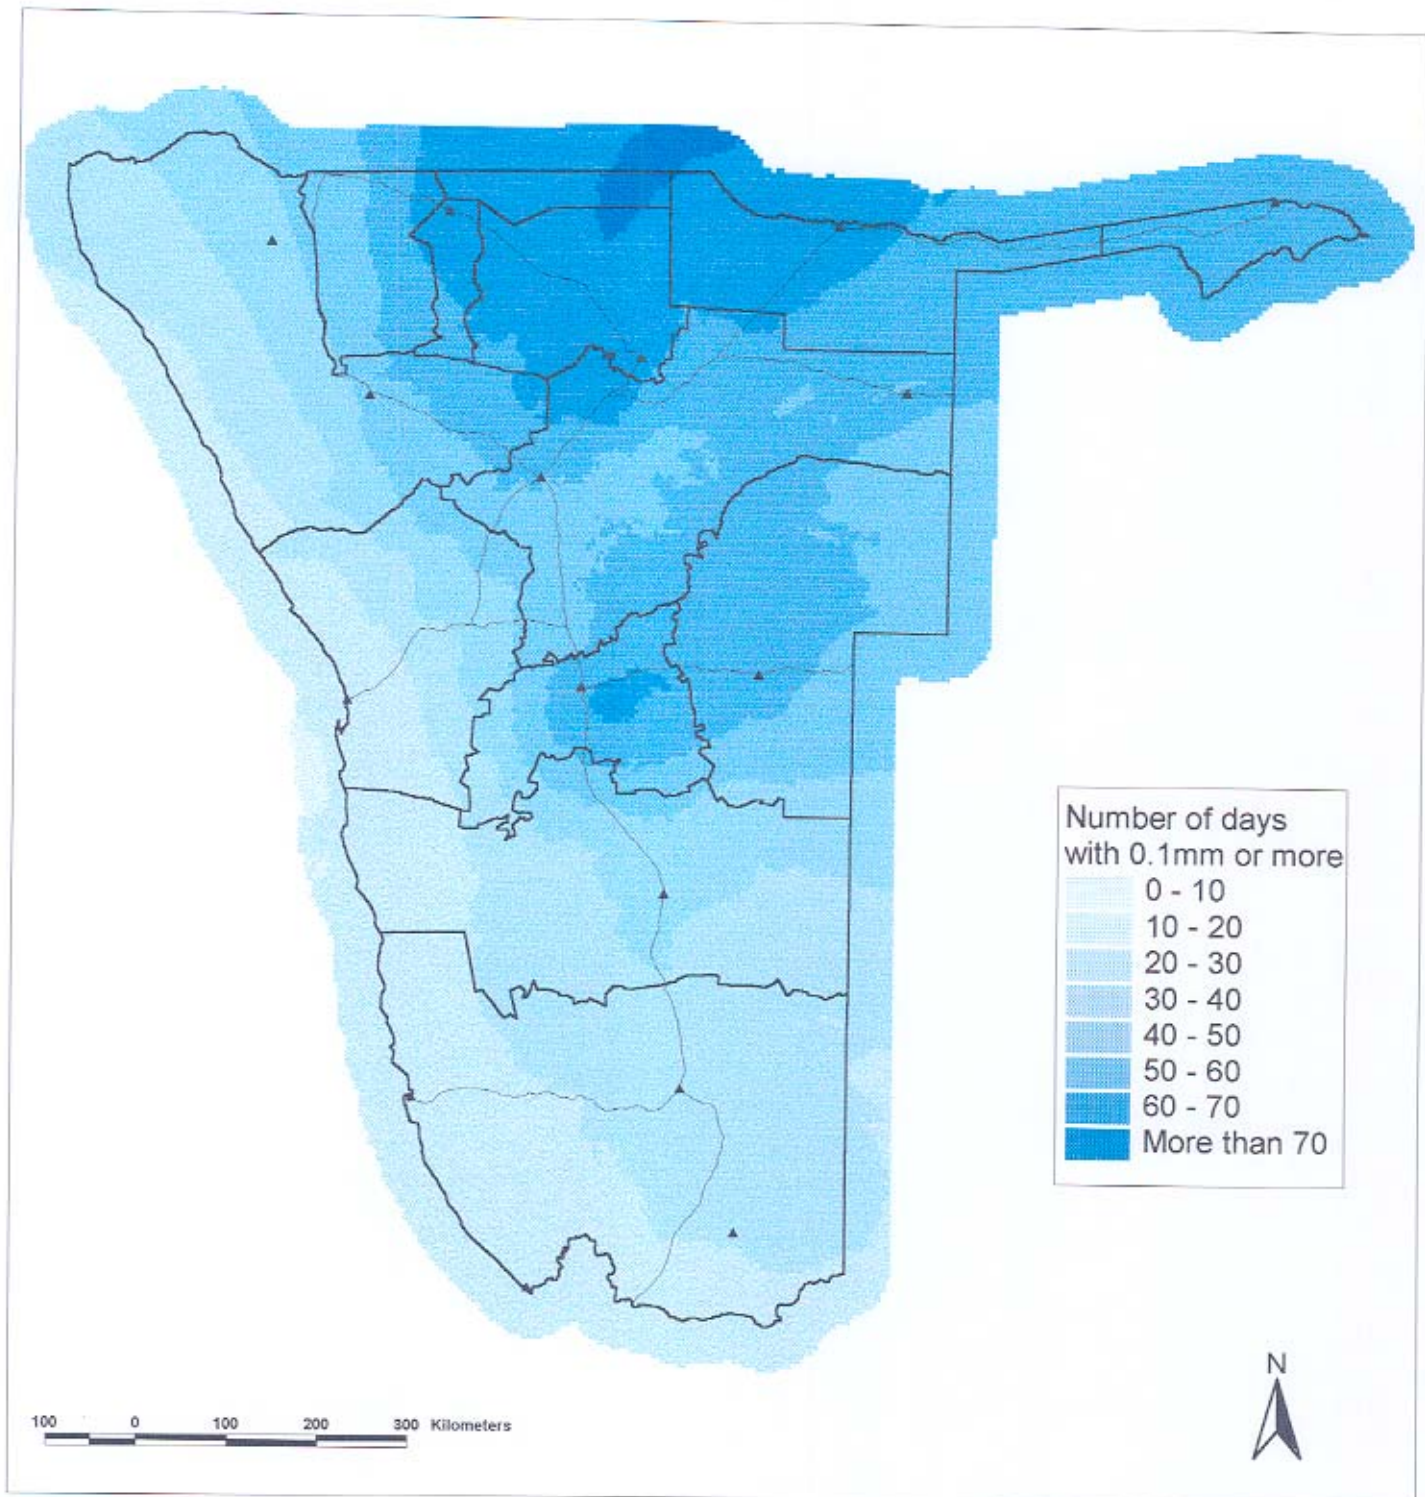 Number of days
with 0.1mm or more
0 - 10
10 - 20
20 - 30
30 - 40
40 - 50
50 - 60
60 - 70
More than 70
N
100 0 100 200 300 Kilometers